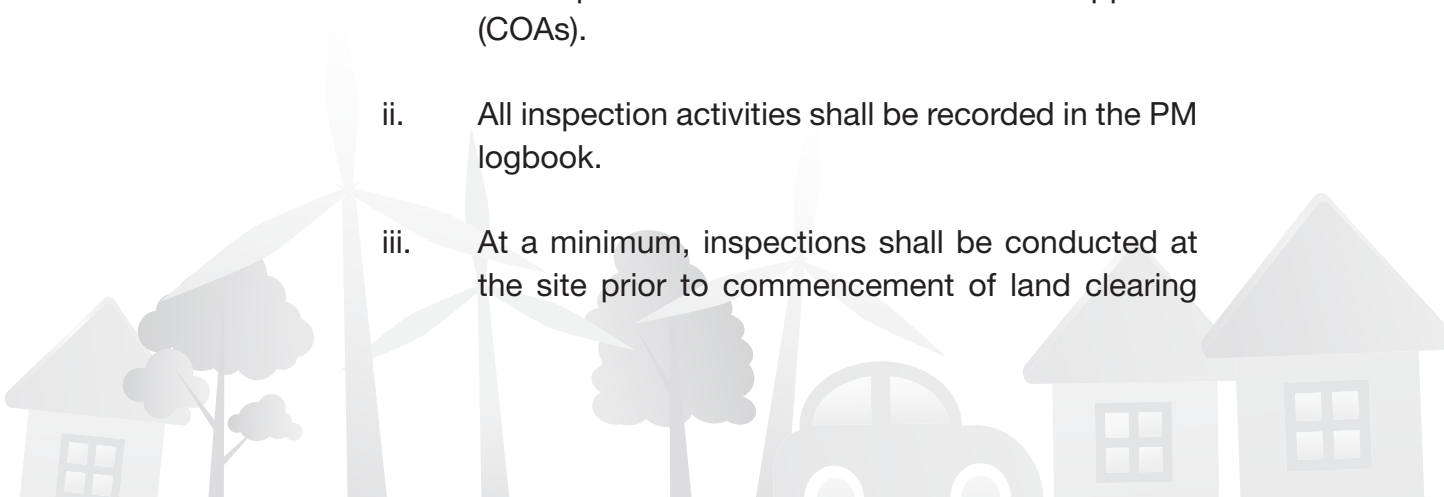 (COAs).
ii. All inspection activities shall be recorded in the PM
logbook.
iii. At a minimum, inspections shall be conducted at
the site prior to commencement of land clearing